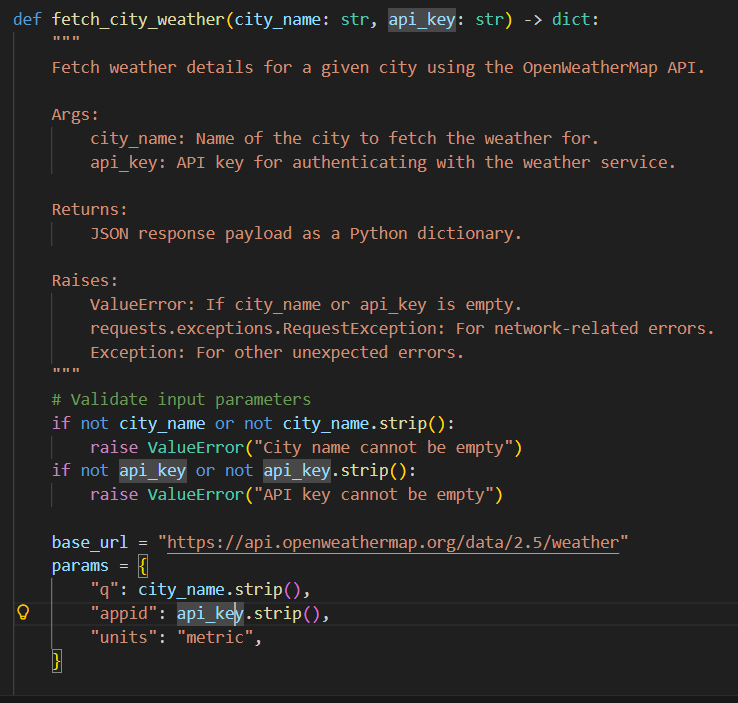 def fetch_city_weather(city_name: str, api_key: str) -> dict:
    """
    Fetch weather details for a given city using the OpenWeatherMap API.

    Args:
        city_name: Name of the city to fetch the weather for.
        api_key: API key for authenticating with the weather service.

    Returns:
        JSON response payload as a Python dictionary.

    Raises:
        ValueError: If city_name or api_key is empty.
        requests.exceptions.RequestException: For network-related errors.
        Exception: For other unexpected errors.
    """
    # Validate input parameters
    if not city_name or not city_name.strip():
        raise ValueError("City name cannot be empty")
    if not api_key or not api_key.strip():
        raise ValueError("API key cannot be empty")

    base_url = "https://api.openweathermap.org/data/2.5/weather"
    params = {
        "q": city_name.strip(),
        "appid": api_key.strip(),
        "units": "metric",
    }